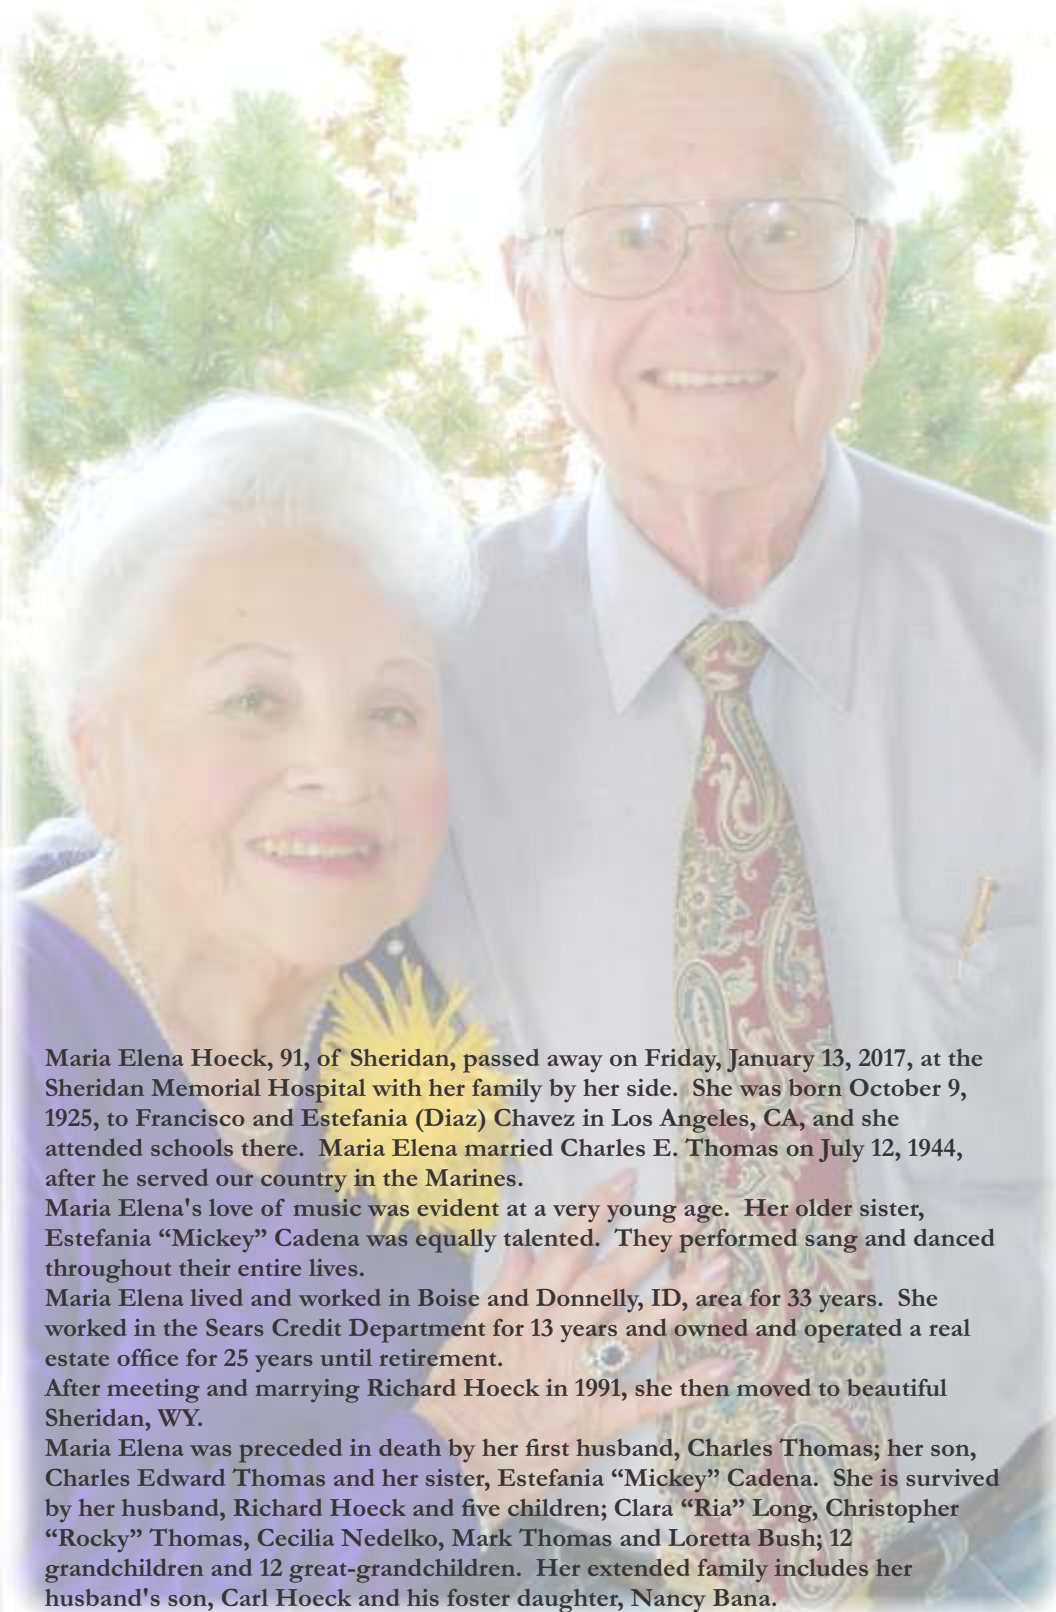 Maria Elena Hoeck, 91, of Sheridan, passed away on Friday, January 13, 2017, at the
Sheridan Memorial Hospital with her family by her side. She was born October 9,
1925, to Francisco and Estefania (Diaz) Chavez in Los Angeles, CA, and she
attended schools there. Maria Elena married Charles E. Thomas on July 12, 1944,
after he served our country in the Marines.
Maria Elena's love of music was evident at a very young age. Her older sister,
Estefania “Mickey” Cadena was equally talented. They performed sang and danced
throughout their entire lives.
Maria Elena lived and worked in Boise and Donnelly, ID, area for 33 years. She
worked in the Sears Credit Department for 13 years and owned and operated a real
estate office for 25 years until retirement.
After meeting and marrying Richard Hoeck in 1991, she then moved to beautiful
Sheridan, WY.
Maria Elena was preceded in death by her first husband, Charles Thomas; her son,
Charles Edward Thomas and her sister, Estefania “Mickey” Cadena. She is survived
by her husband, Richard Hoeck and five children; Clara “Ria” Long, Christopher
“Rocky” Thomas, Cecilia Nedelko, Mark Thomas and Loretta Bush; 12
grandchildren and 12 great-grandchildren. Her extended family includes her
husband's son, Carl Hoeck and his foster daughter, Nancy Bana.